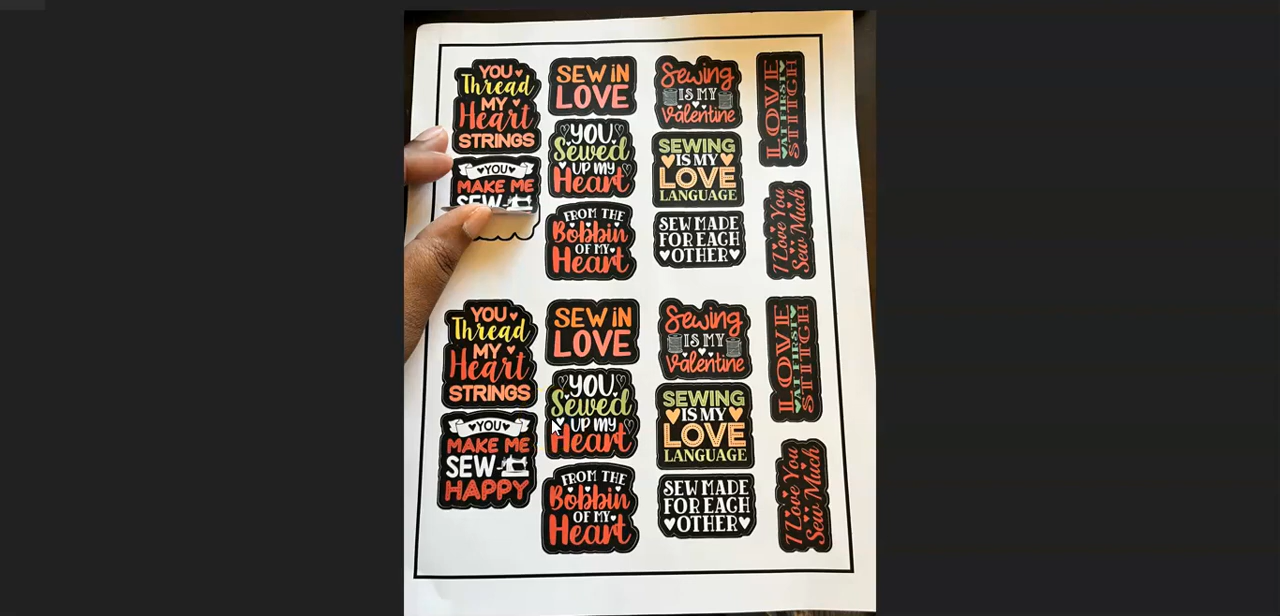 YOU
Thread
MY
Heart
STRINGS
YOU
MAKE ME
SEW
SEW IN
LOVE
YOU
Sewed
UP MY
Heart
FROM THE
Bobbin
OF MY
Heart
Sewing
IS MY
Valentine
SEWING
IS MY
LOVE
LANGUAGE
SEW MADE
FOR EACH
OTHER
LOVE
AT FIRST
STITCH
I Love You
Sew Much
YOU
Thread
MY
Heart
STRINGS
YOU
MAKE ME
SEW
HAPPY
SEW IN
LOVE
YOU
Sewed
UP MY
Heart
FROM THE
Bobbin
OF MY
Heart
Sewing
IS MY
Valentine
SEWING
IS MY
LOVE
LANGUAGE
SEW MADE
FOR EACH
OTHER
LOVE
AT FIRST
STITCH
I Love You
Sew Much